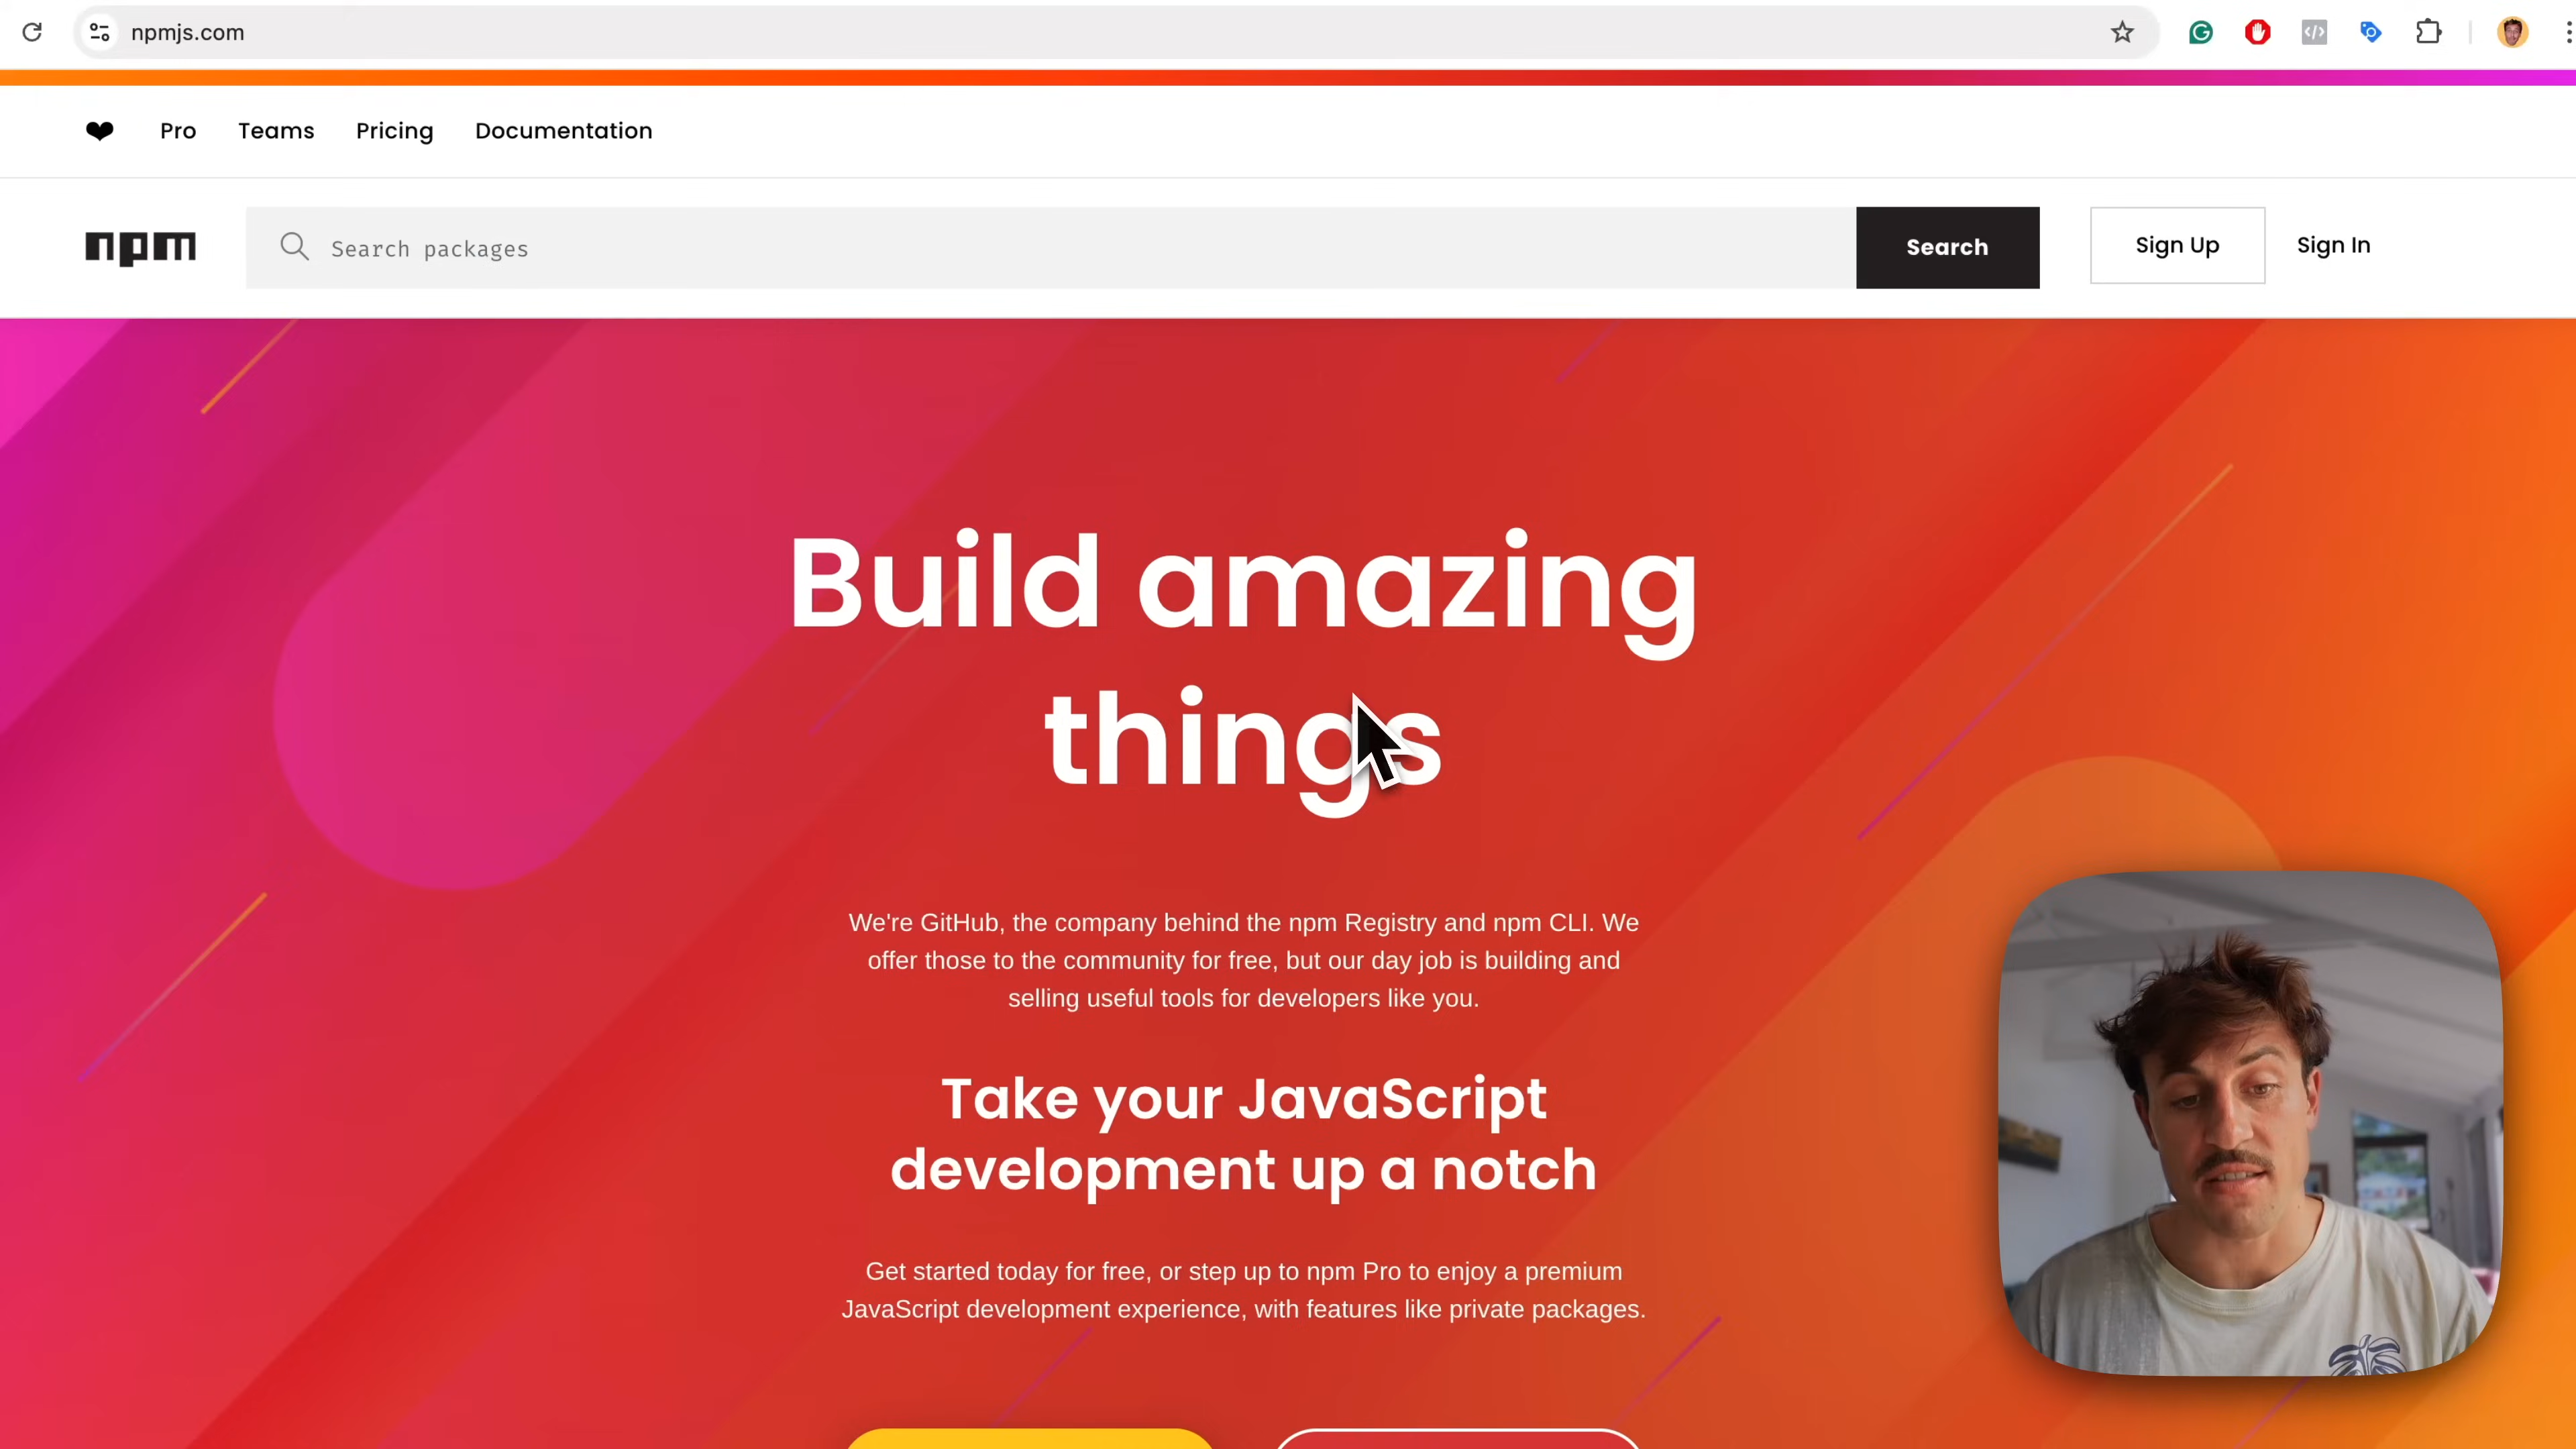 npmjs.com
Pro Teams Pricing Documentation
npm Search packages Search Sign Up Sign In
Build amazing
things
We're GitHub, the company behind the npm Registry and npm CLI. We
offer those to the community for free, but our day job is building and
selling useful tools for developers like you.
Take your JavaScript
development up a notch
Get started today for free, or step up to npm Pro to enjoy a premium
JavaScript development experience, with features like private packages.